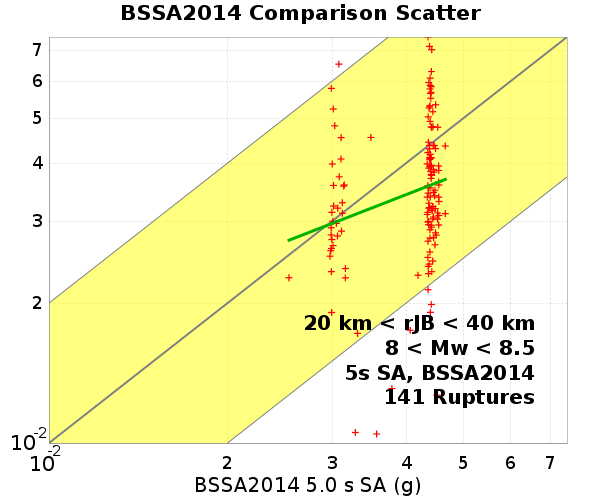 BSSA2014 Comparison Scatter
7
6
5
4
3
2
10⁻²
20 km < rJB < 40 km
8 < Mw < 8.5
5s SA, BSSA2014
141 Ruptures
10⁻² 2 3 4 5 6 7
BSSA2014 5.0 s SA (g)